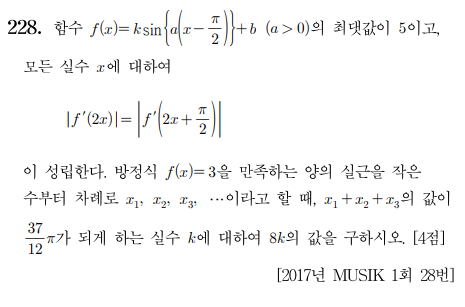 228. 함수 f(x)=k sin{a(x-π/2)}+b (a>0)의 최댓값이 5이고,
모든 실수 x에 대하여
|f′(2x)|=|f′(2x+π/2)|
이 성립한다. 방정식 f(x)=3을 만족하는 양의 실근을 작은
수부터 차례로 x₁, x₂, x₃, ⋯이라고 할 때, x₁+x₂+x₃의 값이
37/12 π가 되게 하는 실수 k에 대하여 8k의 값을 구하시오. [4점]
[2017년 MUSIK 1회 28번]